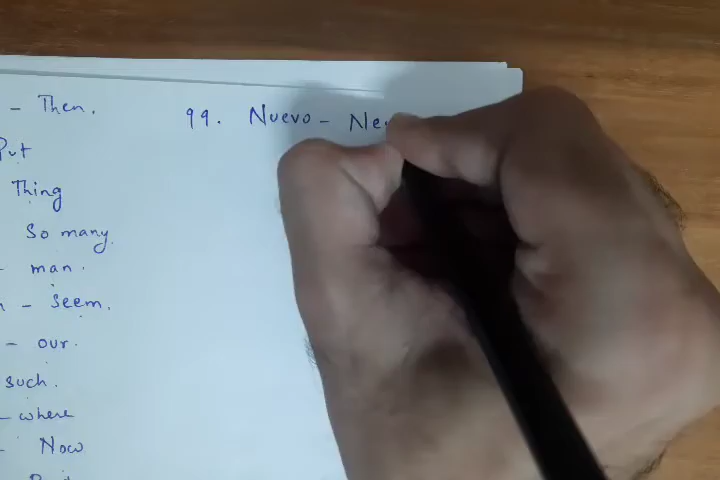 - Then.
Put
Thing
So many.
- man.
- Seem.
- our.
such.
- where
- Now
99. Nuevo - Ne